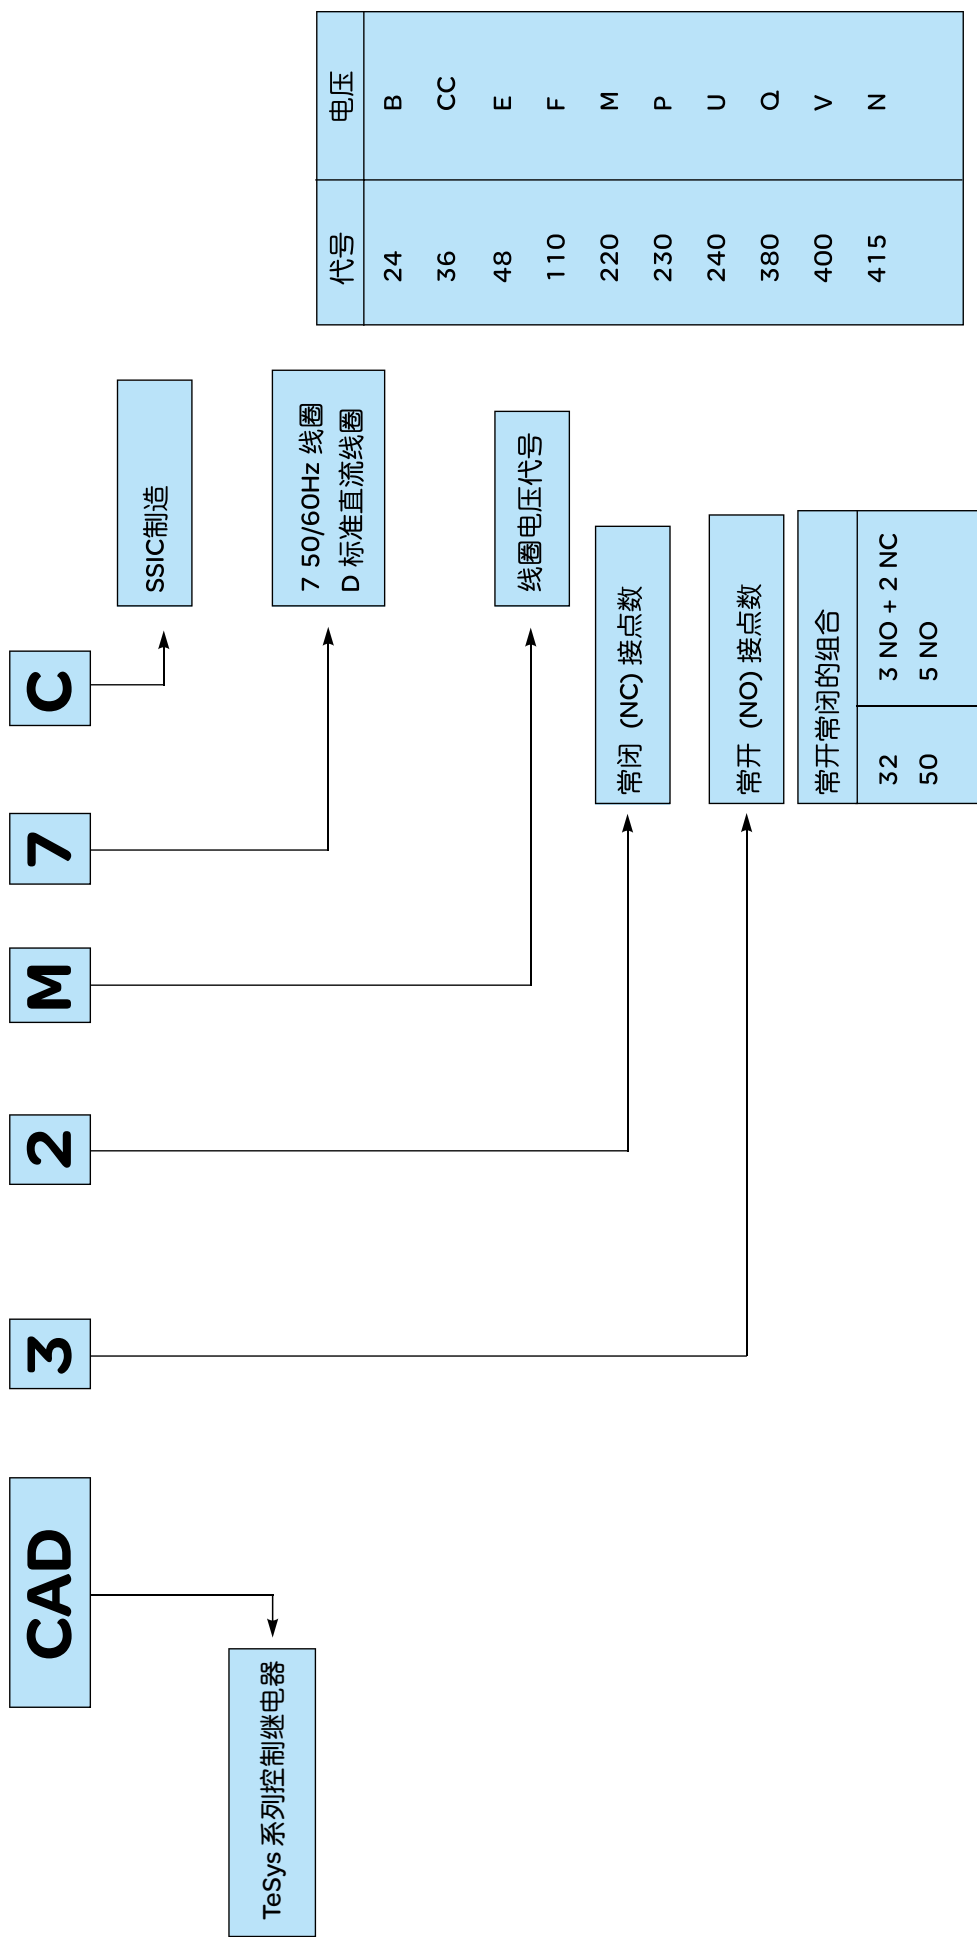 CAD
3
2
M
7
C
TeSys 系列控制继电器
SSIC制造
7 50/60Hz 线圈
D 标准直流线圈
线圈电压代号
常闭 (NC) 接点数
常开 (NO) 接点数
常开常闭的组合
32 3 NO + 2 NC
50 5 NO
代号 电压
24 B
36 CC
48 E
110 F
220 M
230 P
240 U
380 Q
400 V
415 N